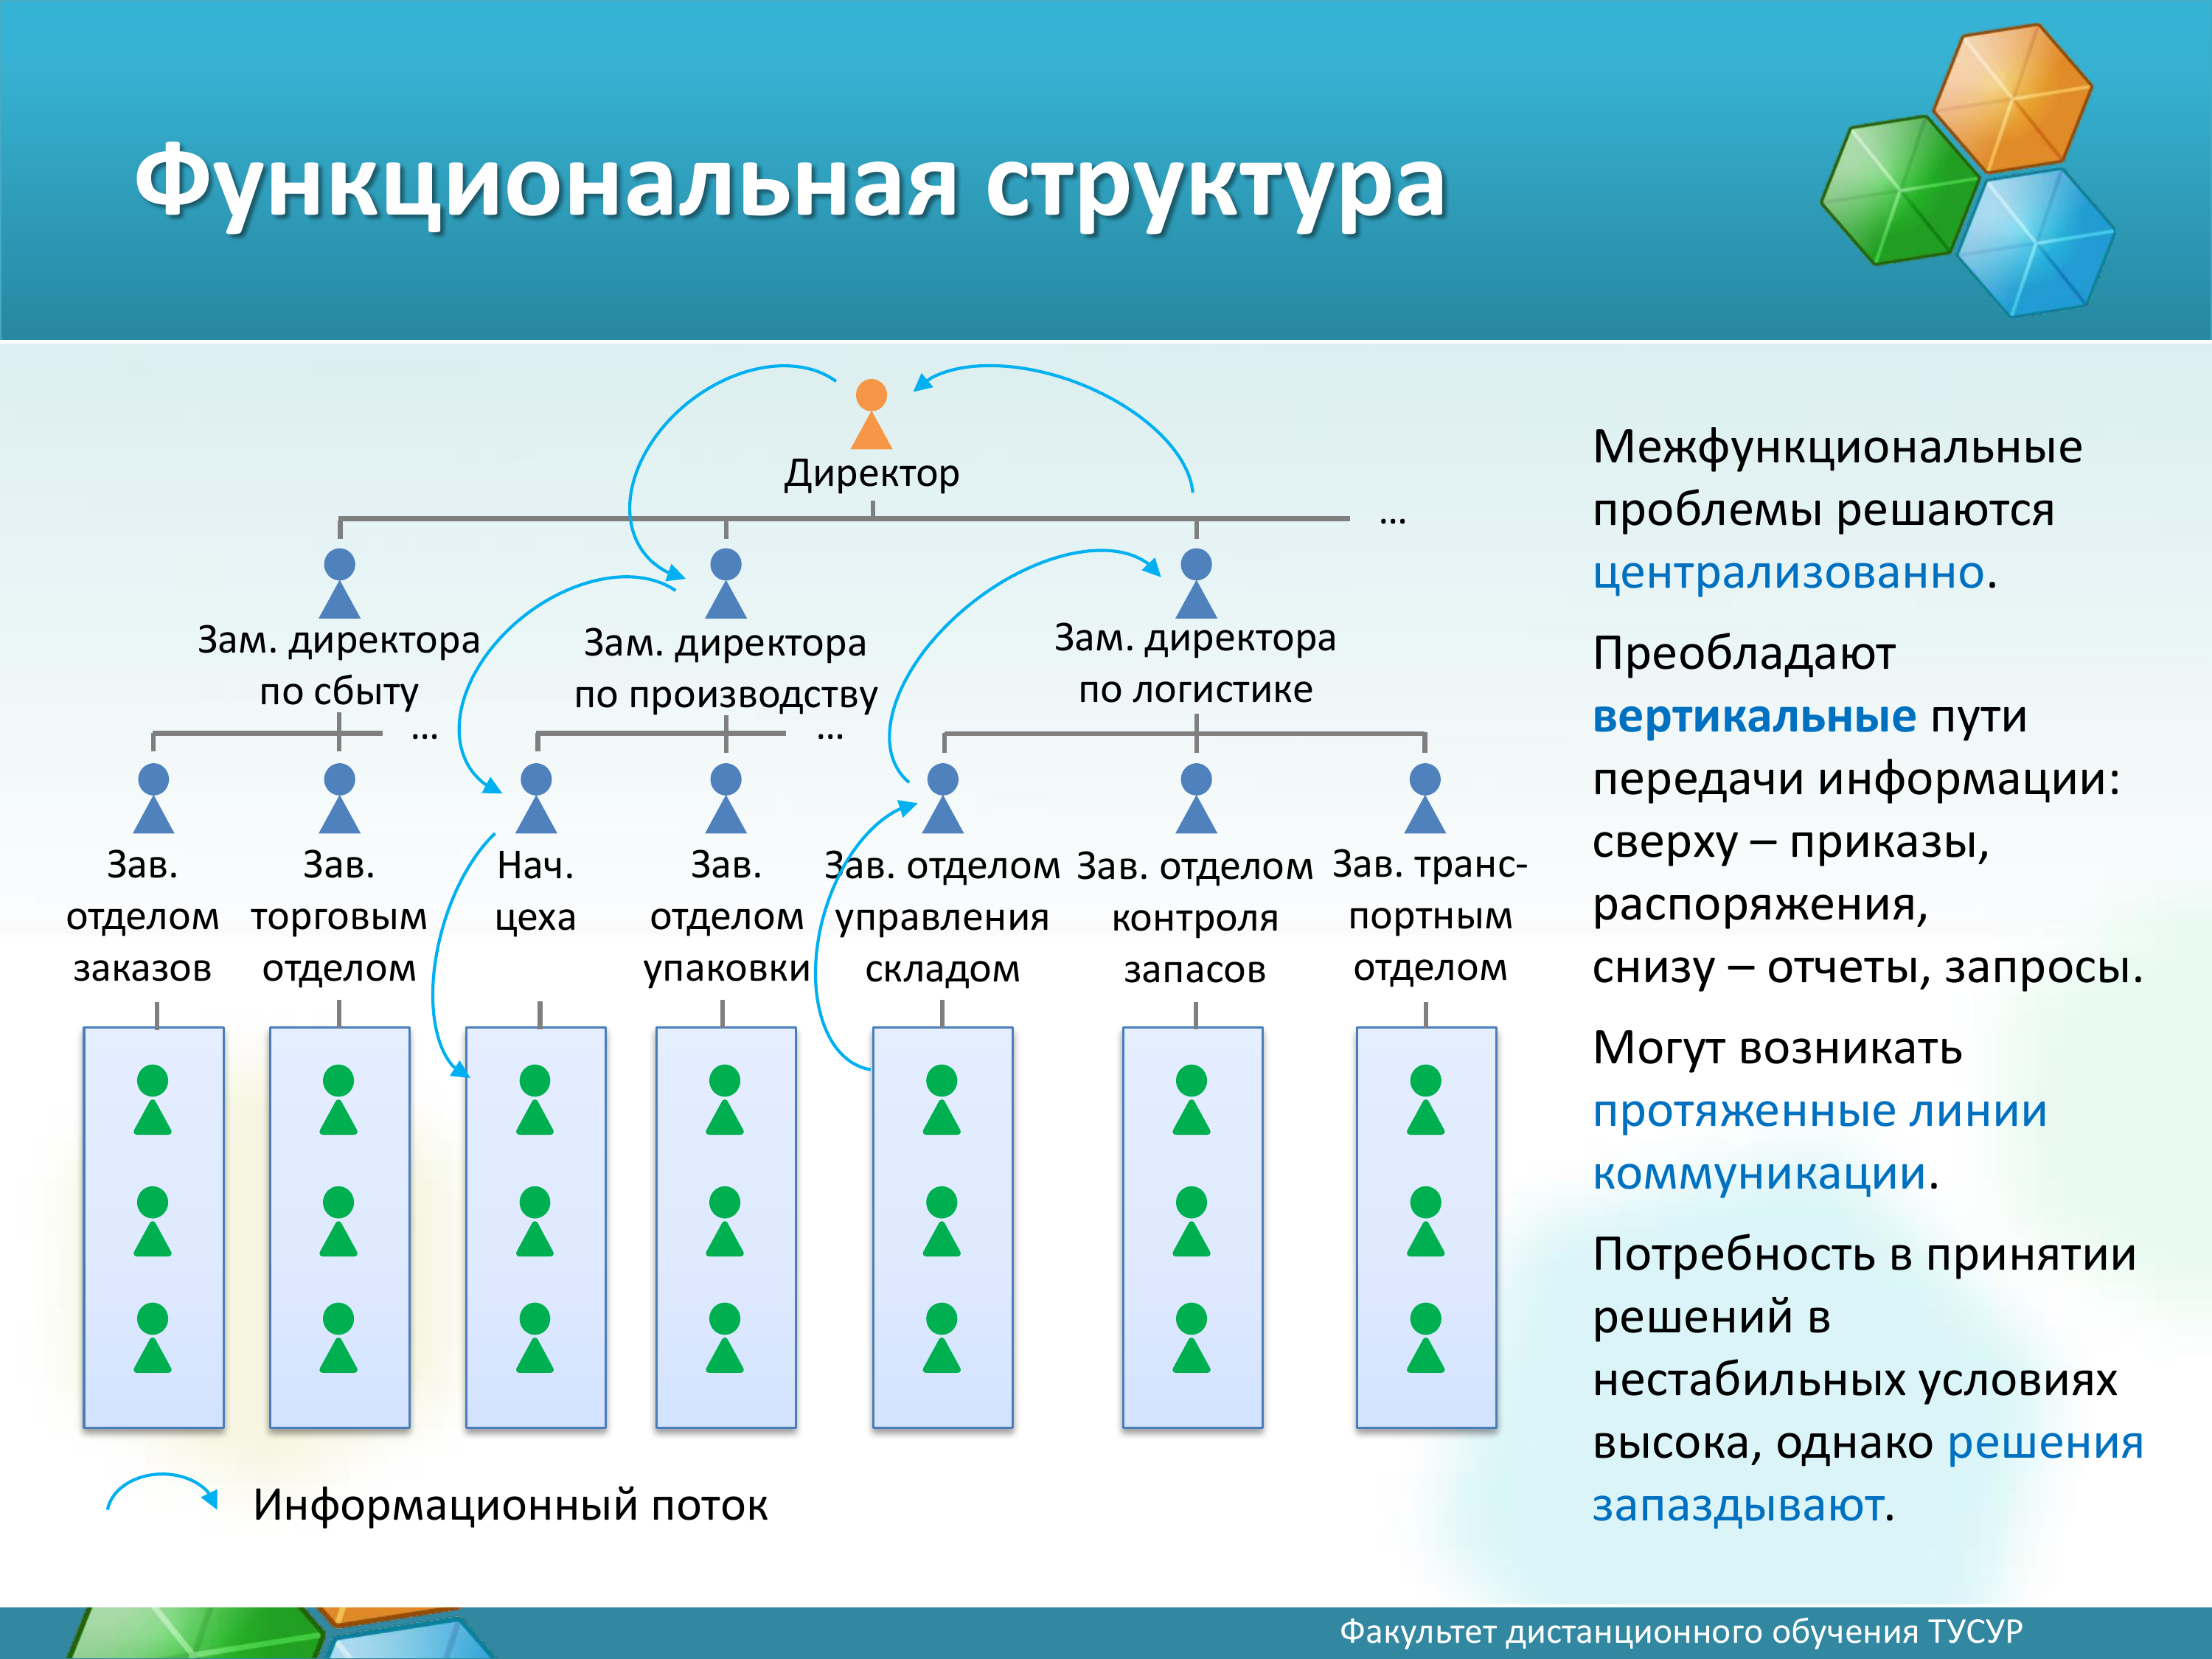 Функциональная структура
Директор
...
Зам. директора
по сбыту
...
Зам. директора
по производству
...
Зам. директора
по логистике
Зав.
отделом
заказов
Зав.
торговым
отделом
Нач.
цеха
Зав.
отделом
упаковки
Зав. отделом
управления
складом
Зав. отделом
контроля
запасов
Зав. транс-
портным
отделом
Информационный поток
Межфункциональные
проблемы решаются
централизованно.
Преобладают
вертикальные пути
передачи информации:
сверху – приказы,
распоряжения,
снизу – отчеты, запросы.
Могут возникать
протяженные линии
коммуникации.
Потребность в принятии
решений в
нестабильных условиях
высока, однако решения
запаздывают.
Факультет дистанционного обучения ТУСУР